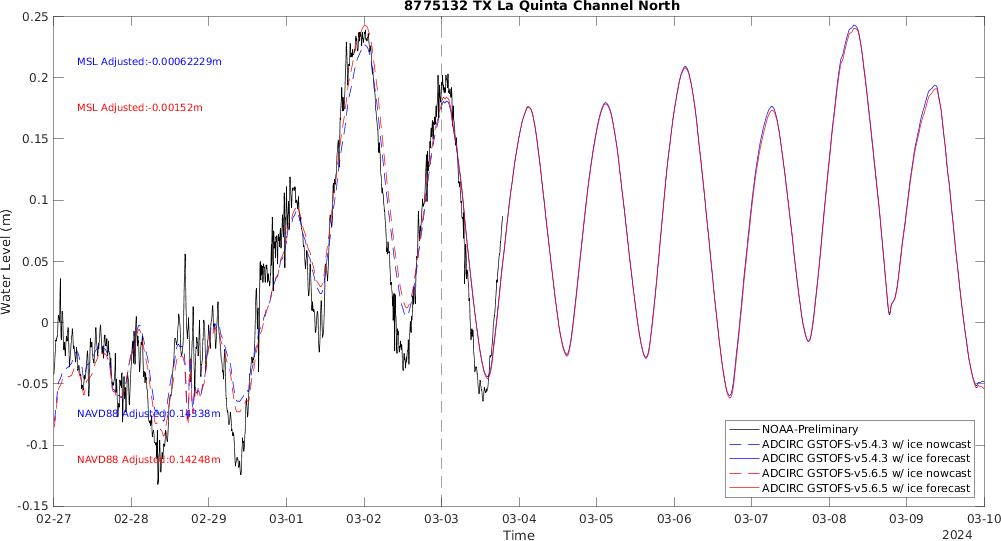 8775132 TX La Quinta Channel North
0.25
0.2
0.15
0.1
0.05
0
-0.05
-0.1
-0.15
Water Level (m)
MSL Adjusted:-0.00062229m
MSL Adjusted:-0.00152m
NAVD88 Adjusted:0.14338m
NAVD88 Adjusted:0.14248m
NOAA-Preliminary
ADCIRC GSTOFS-v5.4.3 w/ ice nowcast
ADCIRC GSTOFS-v5.4.3 w/ ice forecast
ADCIRC GSTOFS-v5.6.5 w/ ice nowcast
ADCIRC GSTOFS-v5.6.5 w/ ice forecast
02-27 02-28 02-29 03-01 03-02 03-03 03-04 03-05 03-06 03-07 03-08 03-09 03-10
Time
2024